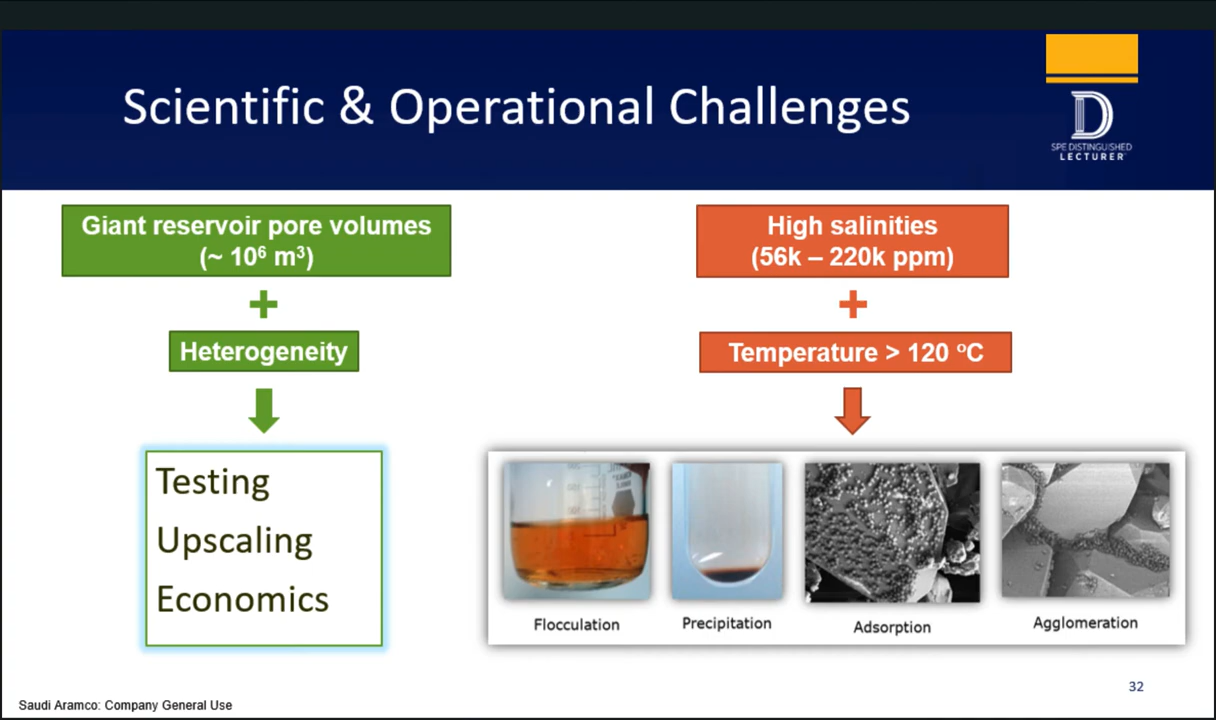 Scientific & Operational Challenges
D
SPE DISTINGUISHED
LECTURER
Giant reservoir pore volumes
(~ 10⁶ m³)
+
Heterogeneity
Testing
Upscaling
Economics
High salinities
(56k – 220k ppm)
+
Temperature > 120 ºC
Flocculation
Precipitation
Adsorption
Agglomeration
32
Saudi Aramco: Company General Use